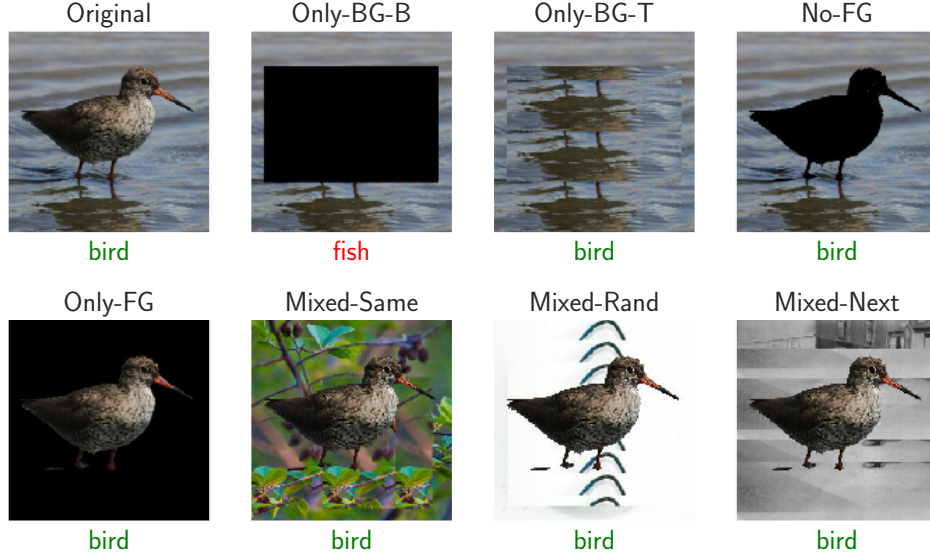 Original
Only-BG-B
Only-BG-T
No-FG
bird
fish
bird
bird
Only-FG
Mixed-Same
Mixed-Rand
Mixed-Next
bird
bird
bird
bird